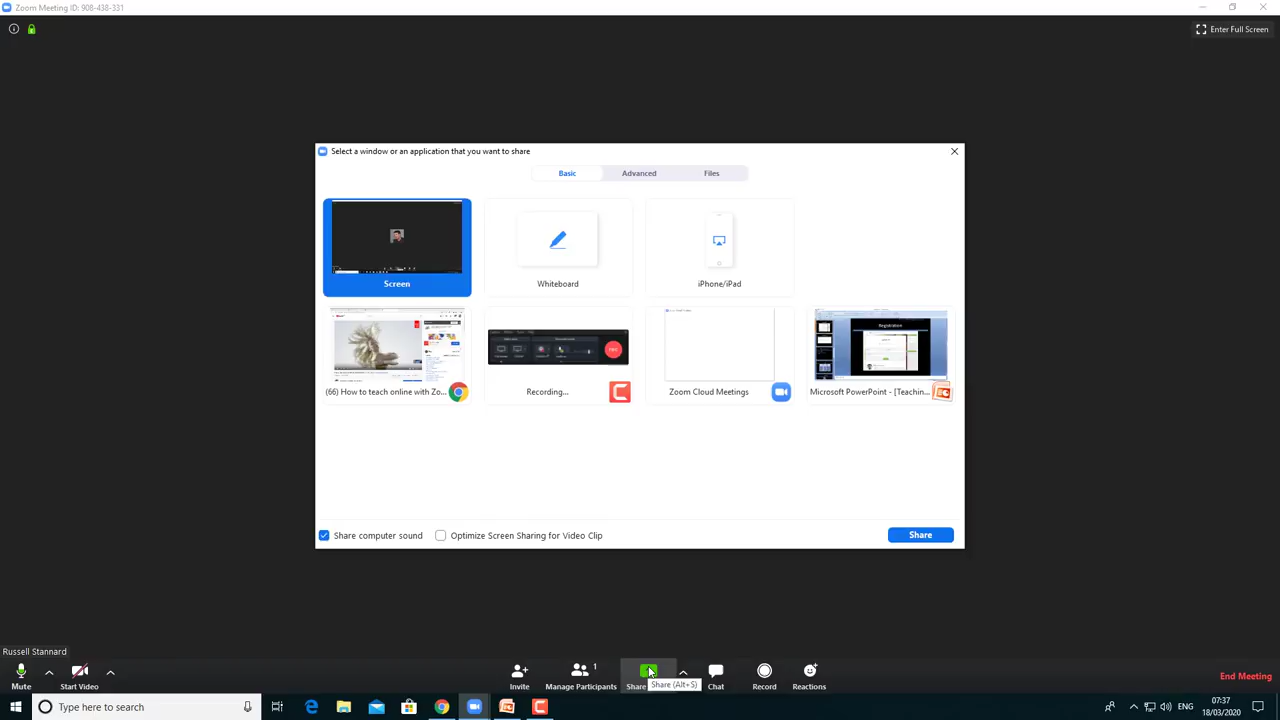 Zoom Meeting ID: 908-438-331
Enter Full Screen
Select a window or an application that you want to share
Basic Advanced Files
Screen Whiteboard iPhone/iPad
Registration
(66) How to teach online with Zo... Recording... Zoom Cloud Meetings Microsoft PowerPoint - [Teachin...
Share computer sound Optimize Screen Sharing for Video Clip Share
Russell Stannard
Mute Start Video Invite Manage Participants 1 Share Share (Alt+S) Chat Record Reactions End Meeting
Type here to search ENG 07:37
18/03/2020